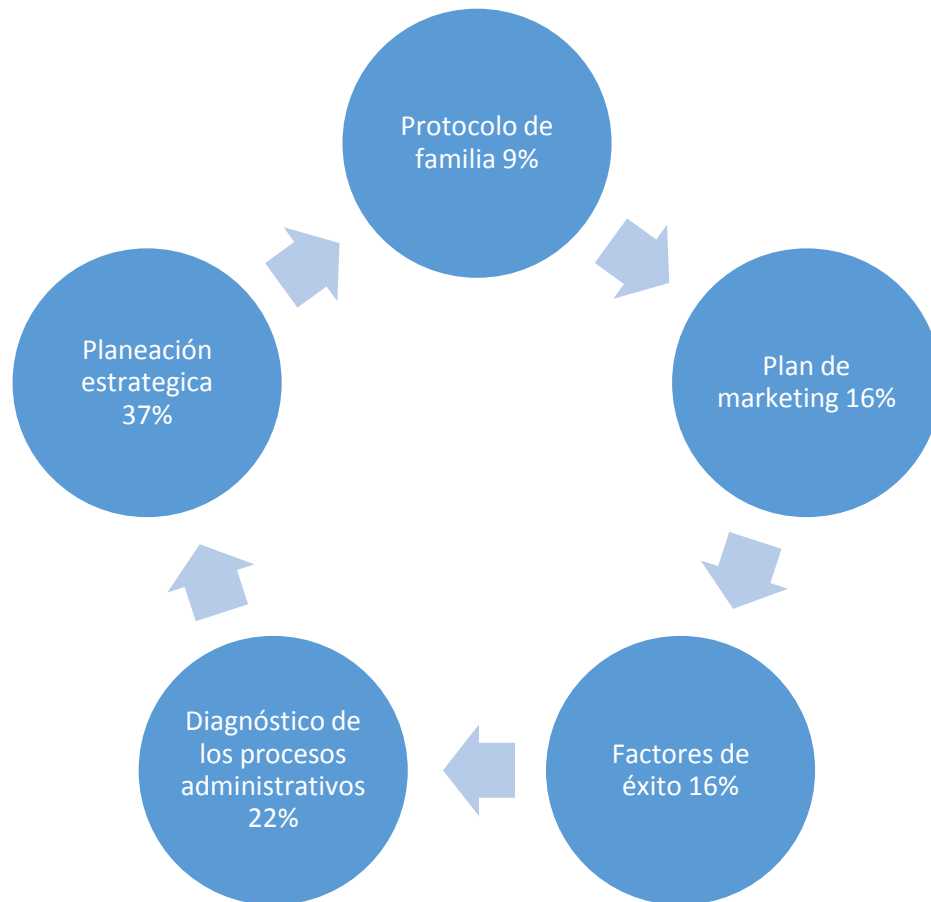 Protocolo de
familia 9%
Plan de
marketing 16%
Factores de
éxito 16%
Diagnóstico de
los procesos
administrativos
22%
Planeación
estrategica
37%